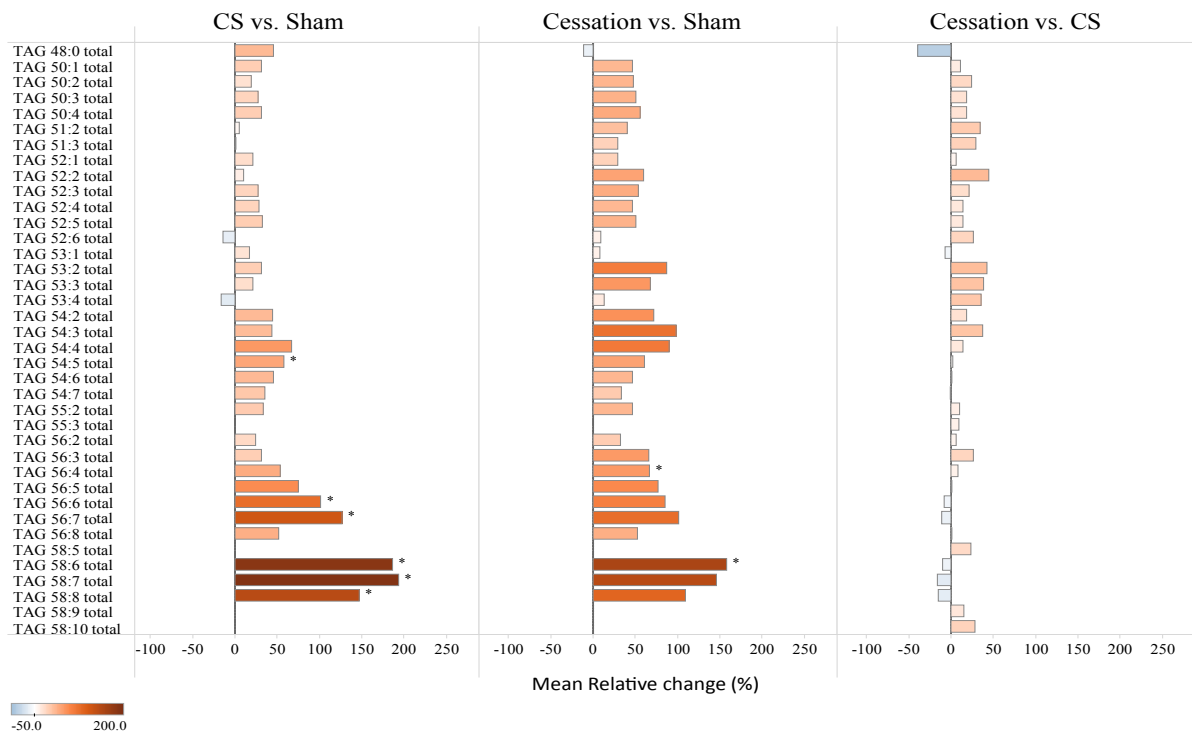 CS vs. Sham Cessation vs. Sham Cessation vs. CS
TAG 48:0 total
TAG 50:1 total
TAG 50:2 total
TAG 50:3 total
TAG 50:4 total
TAG 51:2 total
TAG 51:3 total
TAG 52:1 total
TAG 52:2 total
TAG 52:3 total
TAG 52:4 total
TAG 52:5 total
TAG 52:6 total
TAG 53:1 total
TAG 53:2 total
TAG 53:3 total
TAG 53:4 total
TAG 54:2 total
TAG 54:3 total
TAG 54:4 total
TAG 54:5 total *
TAG 54:6 total
TAG 54:7 total
TAG 55:2 total
TAG 55:3 total
TAG 56:2 total
TAG 56:3 total
TAG 56:4 total *
TAG 56:5 total
TAG 56:6 total *
TAG 56:7 total *
TAG 56:8 total
TAG 58:5 total
TAG 58:6 total * *
TAG 58:7 total *
TAG 58:8 total *
TAG 58:9 total
TAG 58:10 total
-100 -50 0 50 100 150 200 250 -100 -50 0 50 100 150 200 250 -100 -50 0 50 100 150 200 250
Mean Relative change (%)
-50.0 200.0